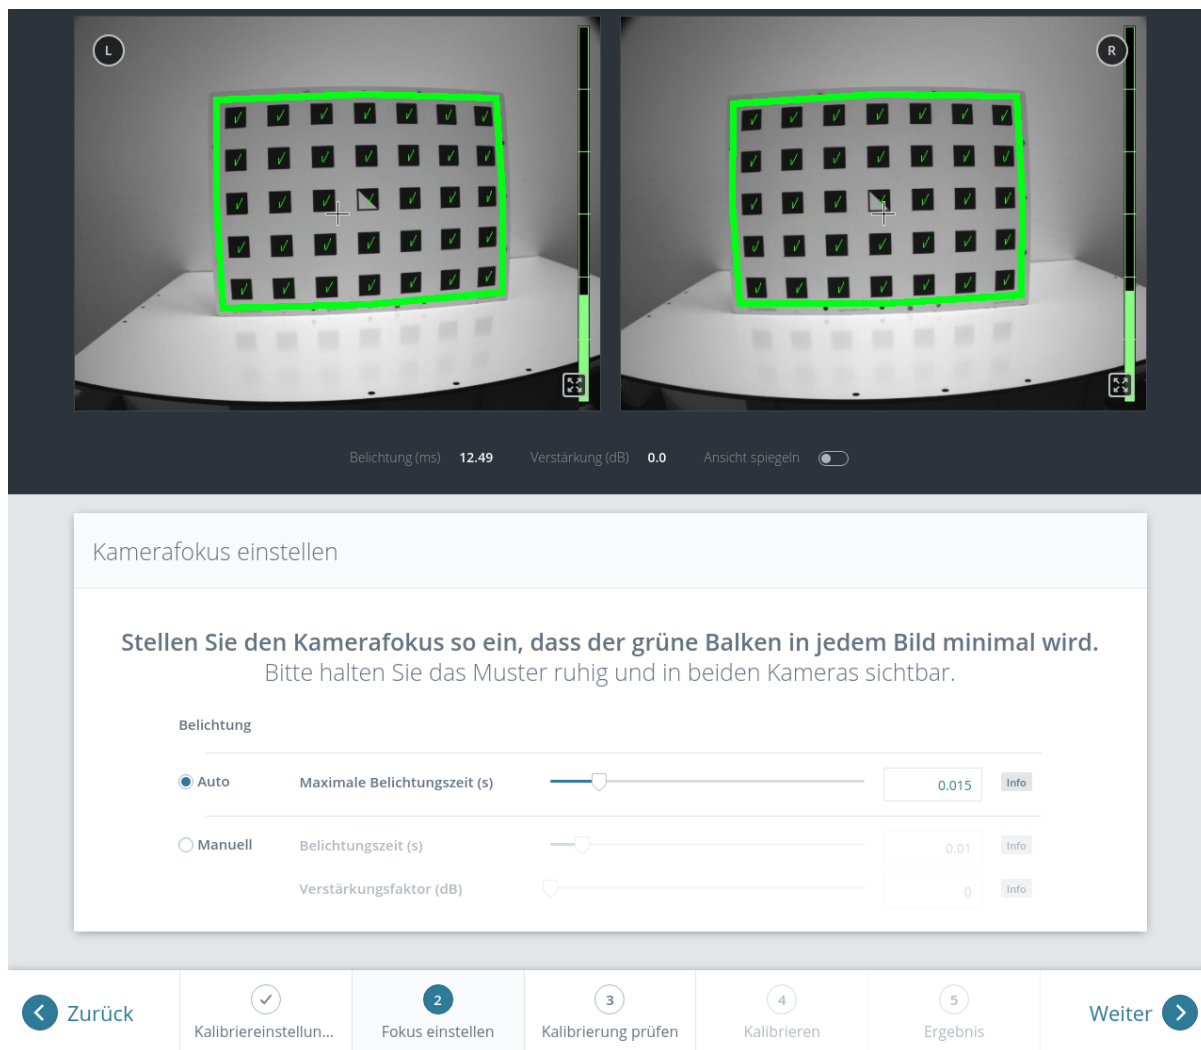 L
R
Belichtung (ms) 12.49 Verstärkung (dB) 0.0 Ansicht spiegeln
Kamerafokus einstellen
Stellen Sie den Kamerafokus so ein, dass der grüne Balken in jedem Bild minimal wird.
Bitte halten Sie das Muster ruhig und in beiden Kameras sichtbar.
Belichtung
Auto Maximale Belichtungszeit (s) 0.015 Info
Manuell Belichtungszeit (s) 0.01 Info
Verstärkungsfaktor (dB) 0 Info
Zurück
Kalibriereinstellun...
2
Fokus einstellen
3
Kalibrierung prüfen
4
Kalibrieren
5
Ergebnis
Weiter